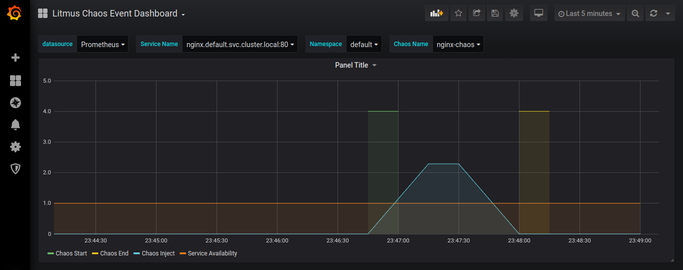 Litmus Chaos Event Dashboard
Last 5 minutes
datasource Prometheus Service Name nginx.default.svc.cluster.local:80 Namespace default Chaos Name nginx-chaos
Panel Title
5.0
4.0
3.0
2.0
1.0
0
23:44:30 23:45:00 23:45:30 23:46:00 23:46:30 23:47:00 23:47:30 23:48:00 23:48:30 23:49:00
Chaos Start Chaos End Chaos Inject Service Availability